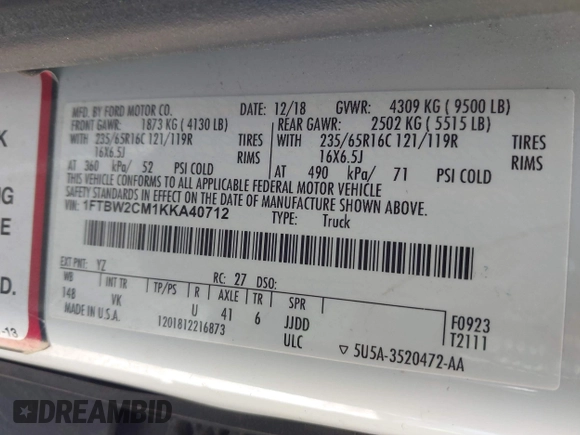 MFD. BY FORD MOTOR CO. DATE: 12/18 GVWR: 4309 KG ( 9500 LB)
FRONT GAWR: 1873 KG ( 4130 LB) REAR GAWR: 2502 KG ( 5515 LB)
WITH 235/65R16C 121/119R TIRES WITH 235/65R16C 121/119R TIRES
16X6.5J RIMS 16X6.5J RIMS
AT 360 kPa/ 52 PSI COLD AT 490 kPa/ 71 PSI COLD
THIS VEHICLE CONFORMS TO ALL APPLICABLE FEDERAL MOTOR VEHICLE
SAFETY STANDARDS IN EFFECT ON THE DATE OF MANUFACTURE SHOWN ABOVE.
VIN: 1FTBW2CM1KKA40712 TYPE: Truck
EXT PNT: YZ RC: 27 DSO:
WB INT TR TP/PS R AXLE TR SPR
148 VK U 41 6 JJDD F0923
MADE IN U.S.A. 1201812216873 ULC T2111
▽ 5U5A-3520472-AA
K
UG
E
D.
-13
DREAMBID